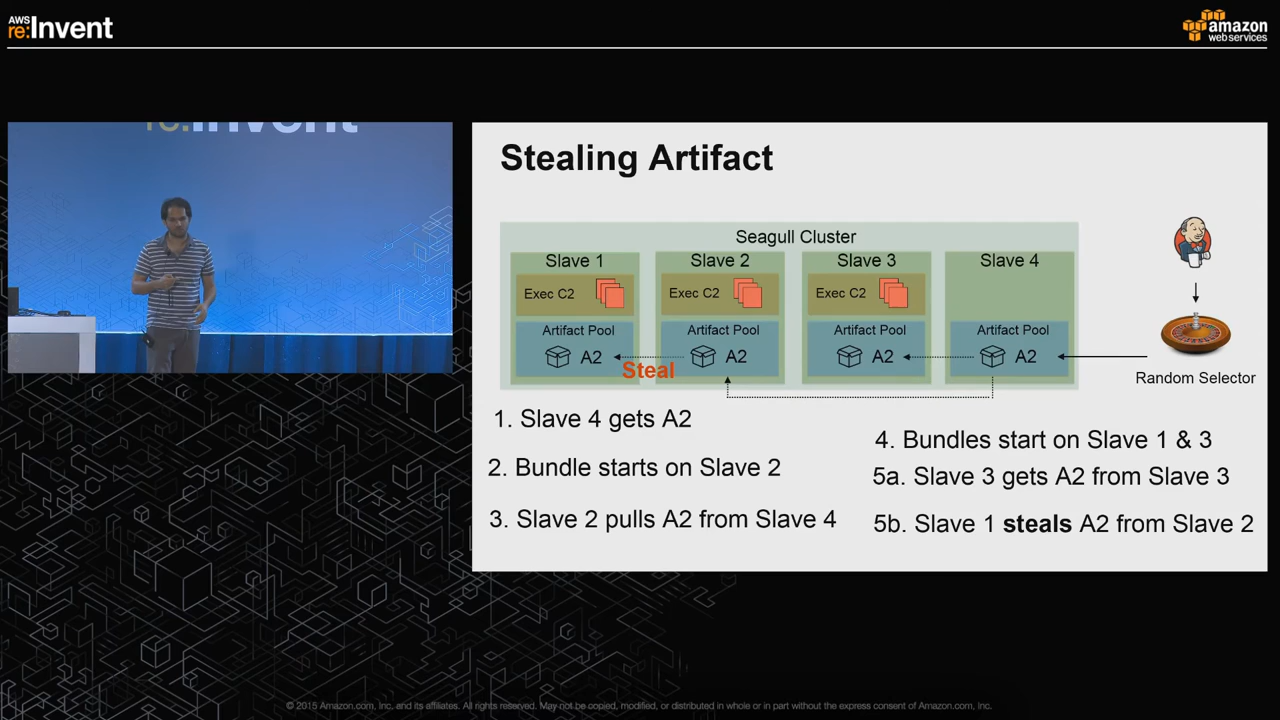 AWS
re:Invent
amazon
web services
re:Invent
Stealing Artifact
Seagull Cluster
Slave 1
Slave 2
Slave 3
Slave 4
Exec C2
Exec C2
Exec C2
Artifact Pool
Artifact Pool
Artifact Pool
Artifact Pool
A2
A2
A2
A2
Steal
Random Selector
1. Slave 4 gets A2
2. Bundle starts on Slave 2
3. Slave 2 pulls A2 from Slave 4
4. Bundles start on Slave 1 & 3
5a. Slave 3 gets A2 from Slave 3
5b. Slave 1 steals A2 from Slave 2
© 2015 Amazon.com, Inc. and its affiliates. All rights reserved. May not be copied, modified, or distributed in whole or in part without the express consent of Amazon.com, Inc.